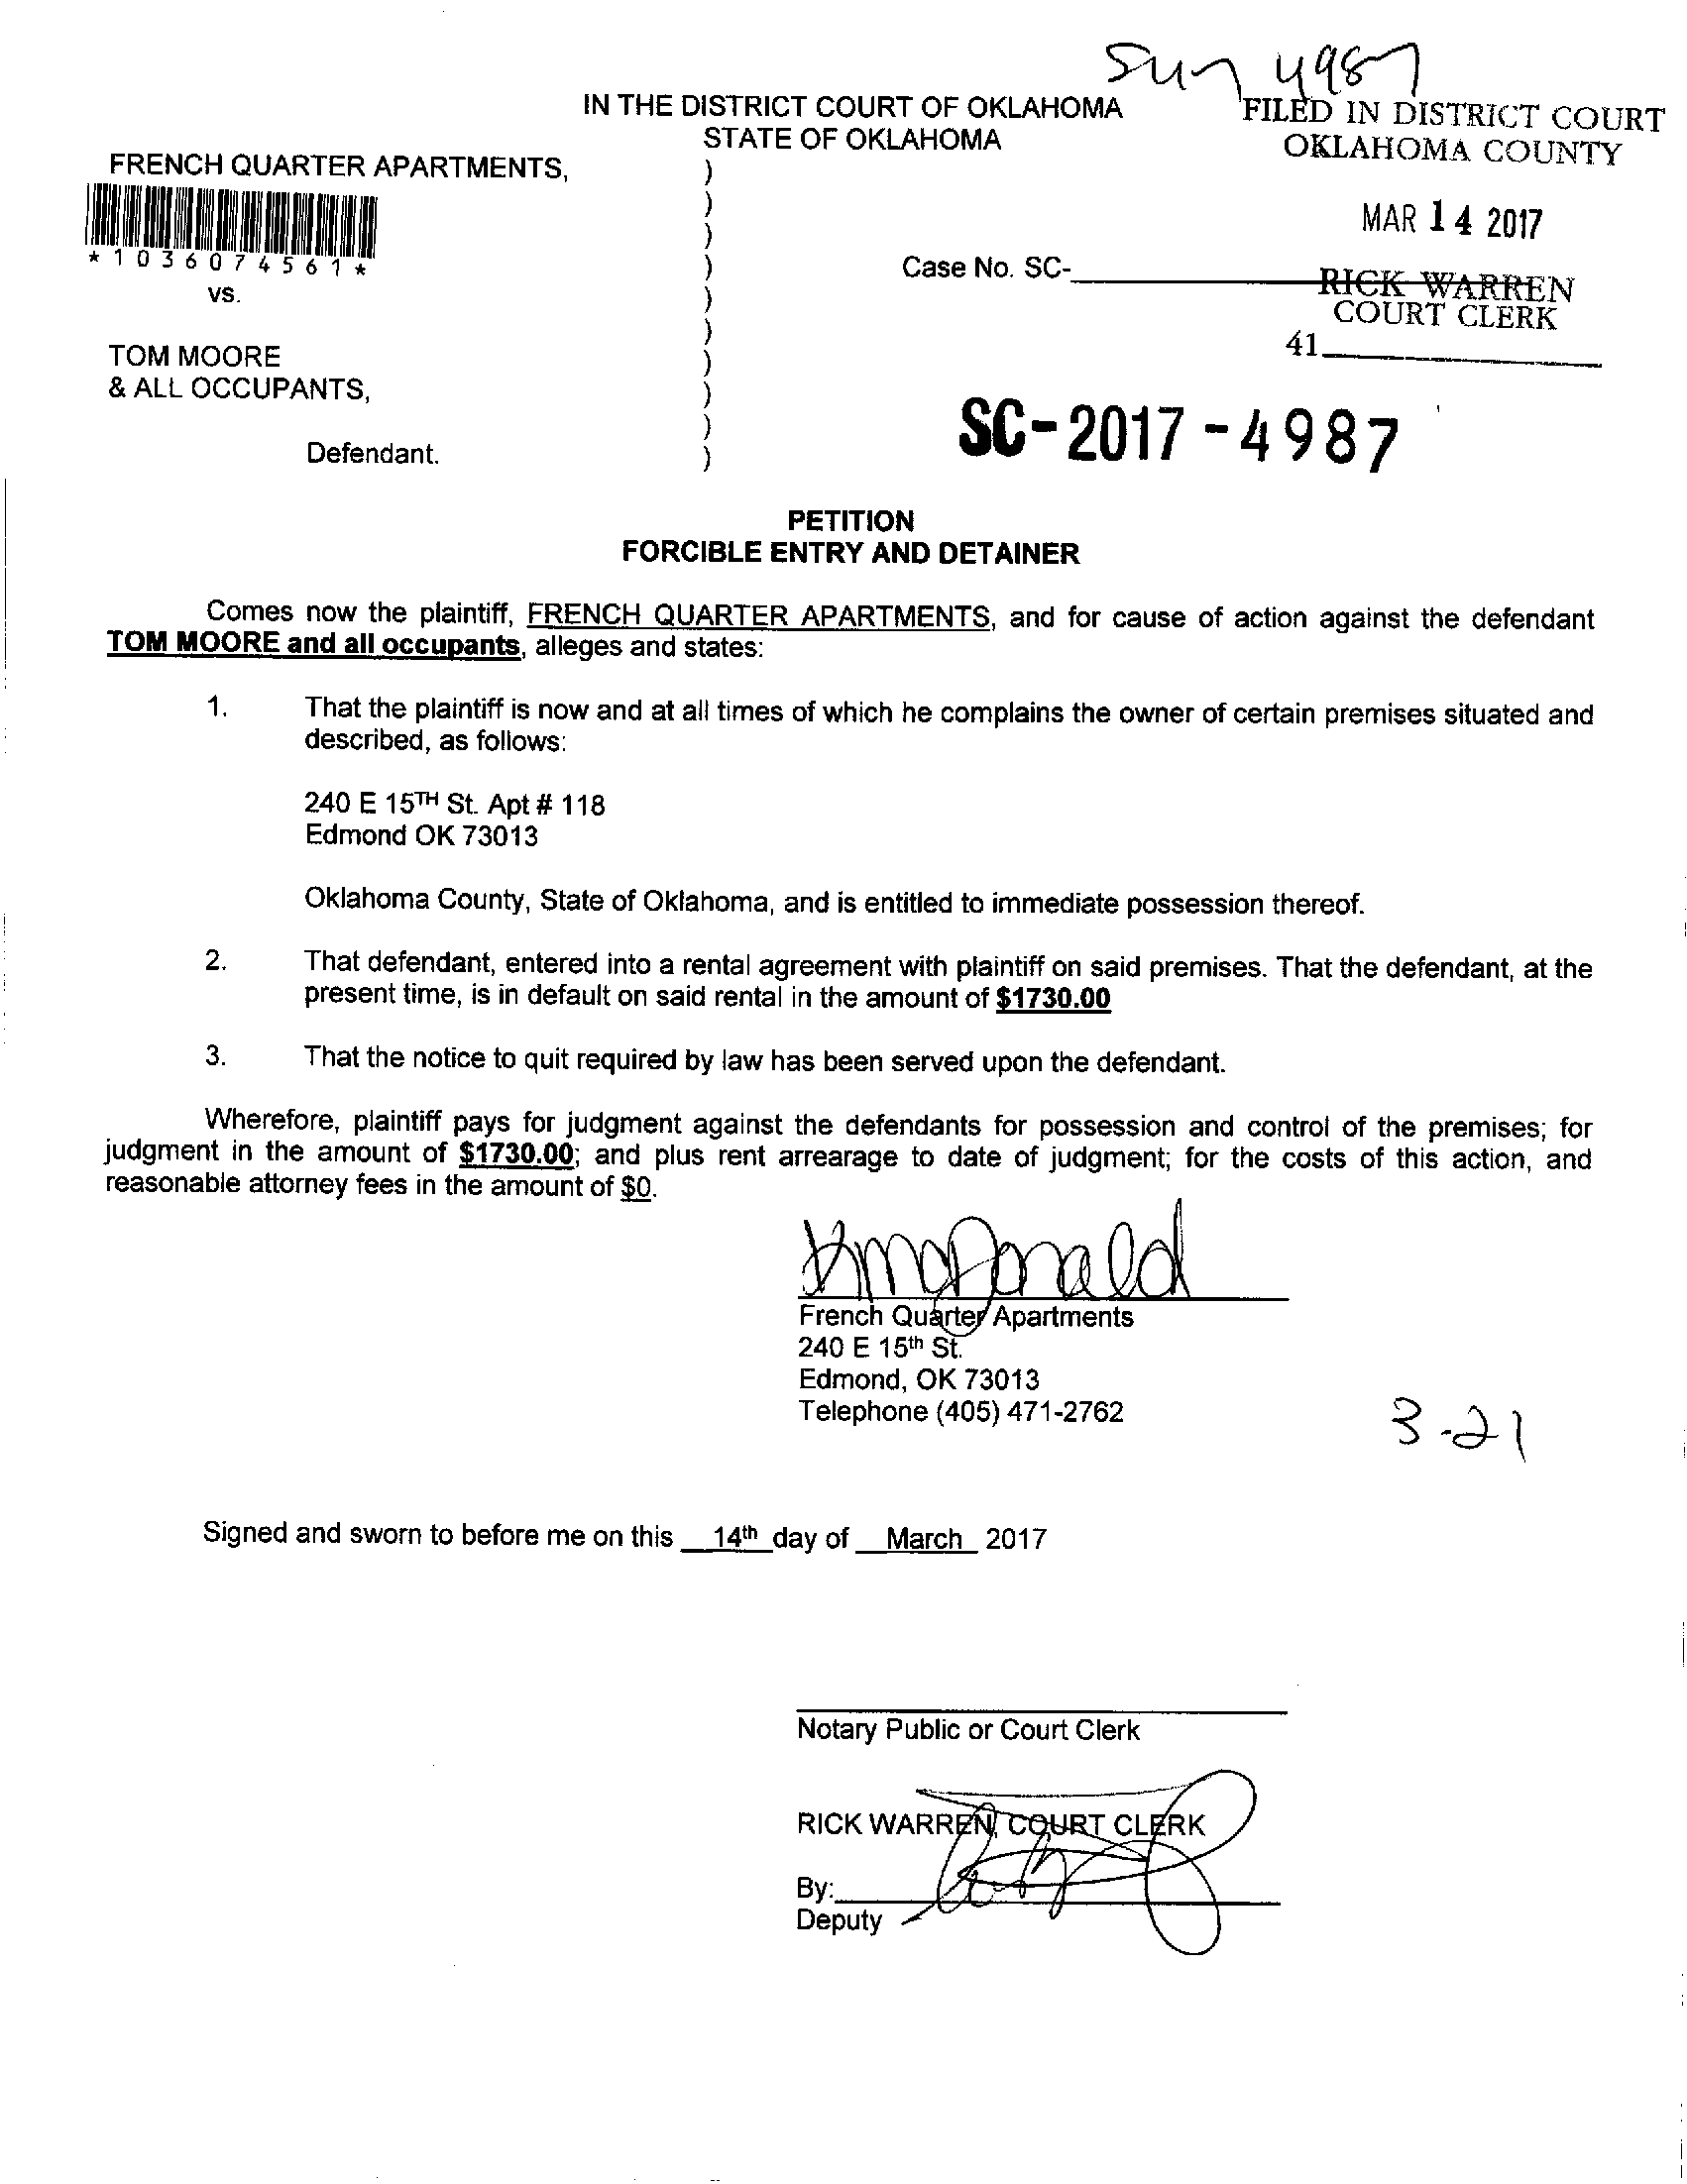 Sun 4987
IN THE DISTRICT COURT OF OKLAHOMA
STATE OF OKLAHOMA
FILED IN DISTRICT COURT
OKLAHOMA COUNTY
MAR 14 2017
RICK WARREN
COURT CLERK
41
FRENCH QUARTER APARTMENTS,
*1036074561*
vs.
TOM MOORE
& ALL OCCUPANTS,
Defendant.
)
)
)
)
)
)
)
)
)
)
Case No. SC-
SC-2017-4987
PETITION
FORCIBLE ENTRY AND DETAINER
Comes now the plaintiff, FRENCH QUARTER APARTMENTS, and for cause of action against the defendant
TOM MOORE and all occupants, alleges and states:
1. That the plaintiff is now and at all times of which he complains the owner of certain premises situated and
described, as follows:
240 E 15TH St. Apt # 118
Edmond OK 73013
Oklahoma County, State of Oklahoma, and is entitled to immediate possession thereof.
2. That defendant, entered into a rental agreement with plaintiff on said premises. That the defendant, at the
present time, is in default on said rental in the amount of $1730.00
3. That the notice to quit required by law has been served upon the defendant.
Wherefore, plaintiff pays for judgment against the defendants for possession and control of the premises; for
judgment in the amount of $1730.00; and plus rent arrearage to date of judgment; for the costs of this action, and
reasonable attorney fees in the amount of $0.
KMcDonald
French Quarter Apartments
240 E 15th St.
Edmond, OK 73013
Telephone (405) 471-2762
3-21
Signed and sworn to before me on this 14th day of March 2017
Notary Public or Court Clerk
RICK WARREN, COURT CLERK
By:
Deputy